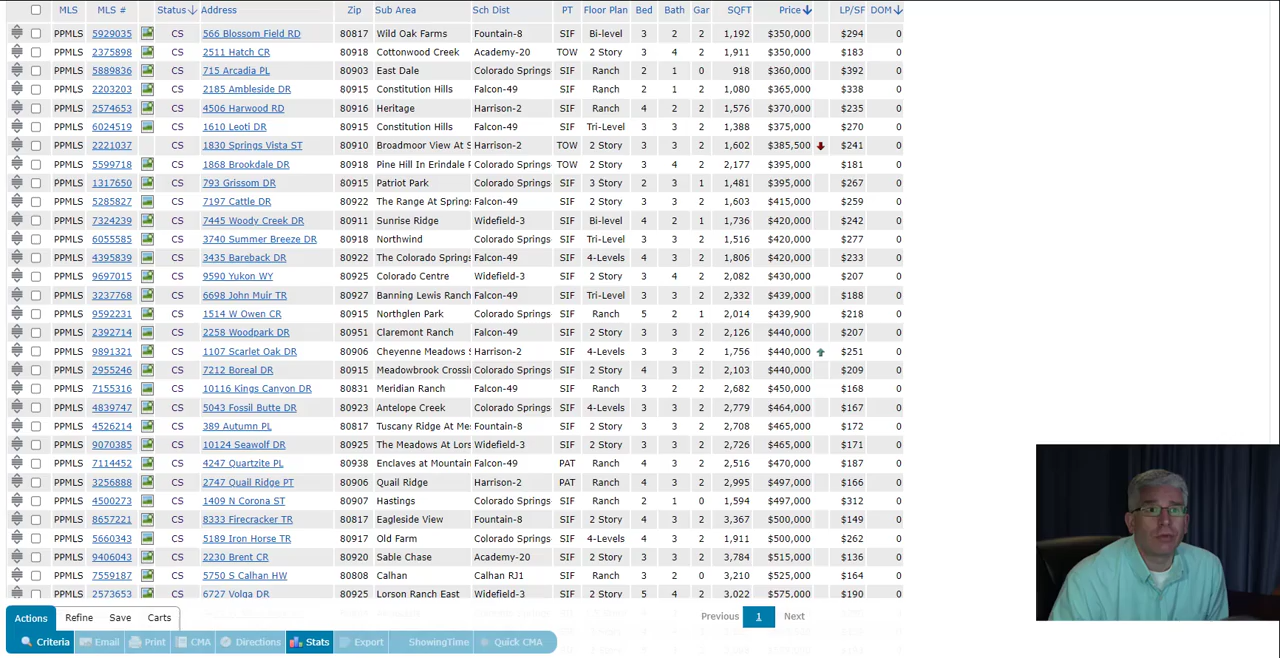 MLS MLS # Status Address Zip Sub Area Sch Dist PT Floor Plan Bed Bath Gar SQFT Price LP/SF DOM
PPMLS 5929035 CS 566 Blossom Field RD 80817 Wild Oak Farms Fountain-8 SIF Bi-level 3 2 2 1,192 $350,000 $294 0
PPMLS 2375898 CS 2511 Hatch CR 80918 Cottonwood Creek Academy-20 TOW 2 Story 3 4 2 1,911 $350,000 $183 0
PPMLS 5889836 CS 715 Arcadia PL 80903 East Dale Colorado Springs SIF Ranch 2 1 0 918 $360,000 $392 0
PPMLS 2203203 CS 2185 Ambleside DR 80915 Constitution Hills Falcon-49 SIF Ranch 2 1 2 1,080 $365,000 $338 0
PPMLS 2574653 CS 4506 Harwood RD 80916 Heritage Harrison-2 SIF Ranch 4 2 2 1,576 $370,000 $235 0
PPMLS 6024519 CS 1610 Leoti DR 80915 Constitution Hills Falcon-49 SIF Tri-Level 3 3 2 1,388 $375,000 $270 0
PPMLS 2221037 CS 1830 Springs Vista ST 80910 Broadmoor View At S Harrison-2 TOW 2 Story 3 3 2 1,602 $385,500 $241 0
PPMLS 5599718 CS 1868 Brookdale DR 80918 Pine Hill In Erindale P Colorado Springs TOW 2 Story 3 4 2 2,177 $395,000 $181 0
PPMLS 1317650 CS 793 Grissom DR 80915 Patriot Park Colorado Springs SIF 3 Story 2 3 1 1,481 $395,000 $267 0
PPMLS 5285827 CS 7197 Cattle DR 80922 The Range At Spring Falcon-49 SIF 2 Story 3 3 2 1,603 $415,000 $259 0
PPMLS 7324239 CS 7445 Woody Creek DR 80911 Sunrise Ridge Widefield-3 SIF Bi-level 4 2 1 1,736 $420,000 $242 0
PPMLS 6055585 CS 3740 Summer Breeze DR 80918 Northwind Colorado Springs SIF Tri-Level 3 3 2 1,516 $420,000 $277 0
PPMLS 4395839 CS 3435 Bareback DR 80922 The Colorado Spring Falcon-49 SIF 4-Levels 4 3 2 1,806 $420,000 $233 0
PPMLS 9697015 CS 9590 Yukon WY 80925 Colorado Centre Widefield-3 SIF 2 Story 3 4 2 2,082 $430,000 $207 0
PPMLS 3237768 CS 6698 John Muir TR 80927 Banning Lewis Ranch Falcon-49 SIF Tri-Level 3 3 2 2,332 $439,000 $188 0
PPMLS 9592231 CS 1514 W Owen CR 80915 Northglen Park Colorado Springs SIF Ranch 5 2 1 2,014 $439,900 $218 0
PPMLS 2392714 CS 2258 Woodpark DR 80951 Claremont Ranch Falcon-49 SIF 2 Story 3 3 2 2,126 $440,000 $207 0
PPMLS 9891321 CS 1107 Scarlet Oak DR 80906 Cheyenne Meadows Harrison-2 SIF 4-Levels 3 3 2 1,756 $440,000 $251 0
PPMLS 2955246 CS 7212 Boreal DR 80915 Meadowbrook Crossi Colorado Springs SIF 2 Story 4 3 2 2,103 $440,000 $209 0
PPMLS 7155316 CS 10116 Kings Canyon DR 80831 Meridian Ranch Falcon-49 SIF Ranch 3 2 2 2,682 $450,000 $168 0
PPMLS 4839747 CS 5043 Fossil Butte DR 80923 Antelope Creek Colorado Springs SIF 4-Levels 3 3 2 2,779 $464,000 $167 0
PPMLS 4526214 CS 389 Autumn PL 80817 Tuscany Ridge At Me Fountain-8 SIF 2 Story 3 3 2 2,708 $465,000 $172 0
PPMLS 9070385 CS 10124 Seawolf DR 80925 The Meadows At Lors Widefield-3 SIF 2 Story 3 3 2 2,726 $465,000 $171 0
PPMLS 7114452 CS 4247 Quartzite PL 80938 Enclaves at Mountain Falcon-49 PAT Ranch 4 3 2 2,516 $470,000 $187 0
PPMLS 3256888 CS 2747 Quail Ridge PT 80906 Quail Ridge Harrison-2 PAT Ranch 4 4 2 2,995 $497,000 $166 0
PPMLS 4500273 CS 1409 N Corona ST 80907 Hastings Colorado Springs SIF Ranch 2 1 0 1,594 $497,000 $312 0
PPMLS 8657221 CS 8333 Firecracker TR 80817 Eagleside View Fountain-8 SIF 2 Story 4 3 2 3,367 $500,000 $149 0
PPMLS 5660343 CS 5189 Iron Horse TR 80917 Old Farm Colorado Springs SIF 4-Levels 4 3 2 1,911 $500,000 $262 0
PPMLS 9406043 CS 2230 Brent CR 80920 Sable Chase Academy-20 SIF 2 Story 3 3 2 3,784 $515,000 $136 0
PPMLS 7559187 CS 5750 S Calhan HW 80808 Calhan Calhan RJ1 SIF Ranch 3 2 0 3,210 $525,000 $164 0
PPMLS 2573653 CS 6727 Volga DR 80925 Lorson Ranch East Widefield-3 SIF 2 Story 5 4 2 3,022 $575,000 $190 0
Actions Refine Save Carts Previous 1 Next
Criteria Email Print CMA Directions Stats Export ShowingTime Quick CMA